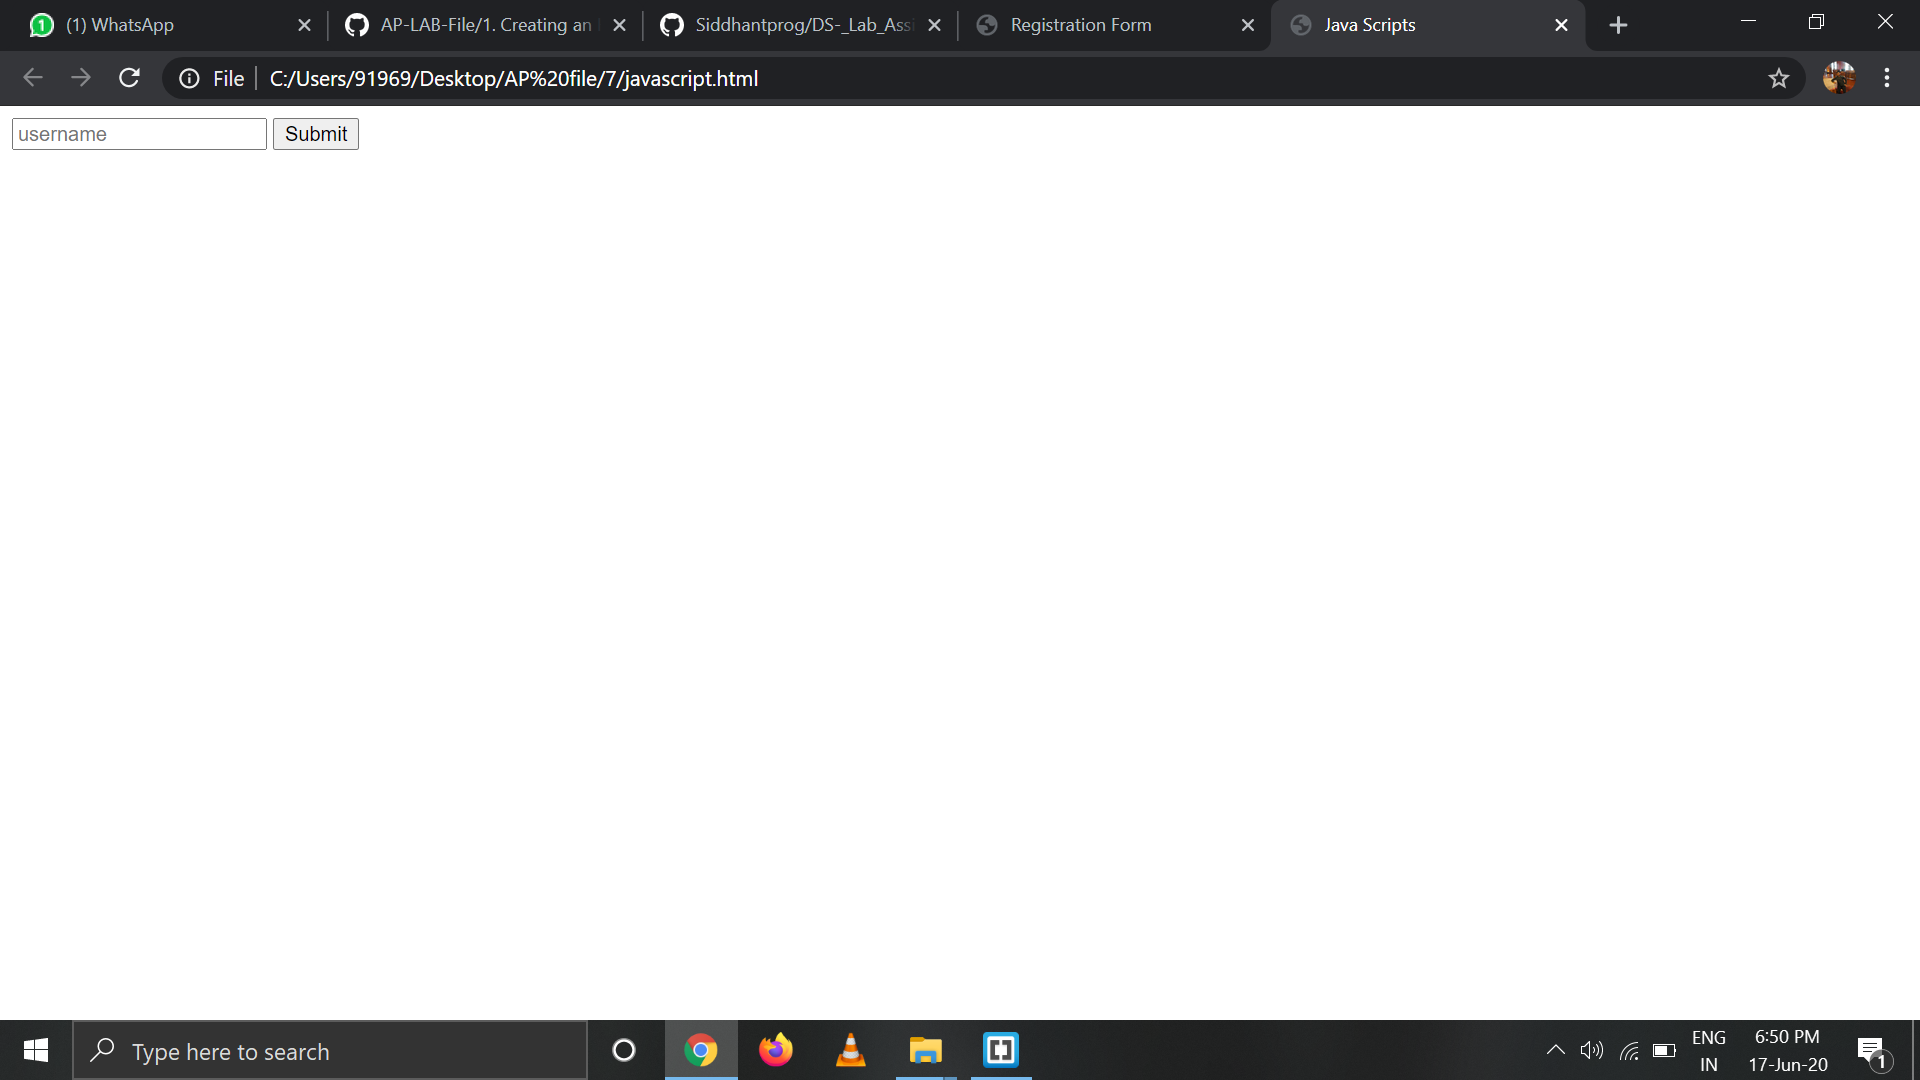 (1) WhatsApp
AP-LAB-File/1. Creating an
Siddhantprog/DS-_Lab_Assi
Registration Form
Java Scripts
File
C:/Users/91969/Desktop/AP%20file/7/javascript.html
username
Submit
Type here to search
ENG
IN
6:50 PM
17-Jun-20
1